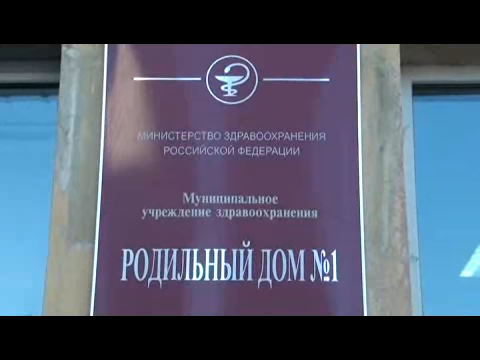 МИНИСТЕРСТВО ЗДРАВООХРАНЕНИЯ
РОССИЙСКОЙ ФЕДЕРАЦИИ
Муниципальное
учреждение здравоохранения
РОДИЛЬНЫЙ ДОМ №1